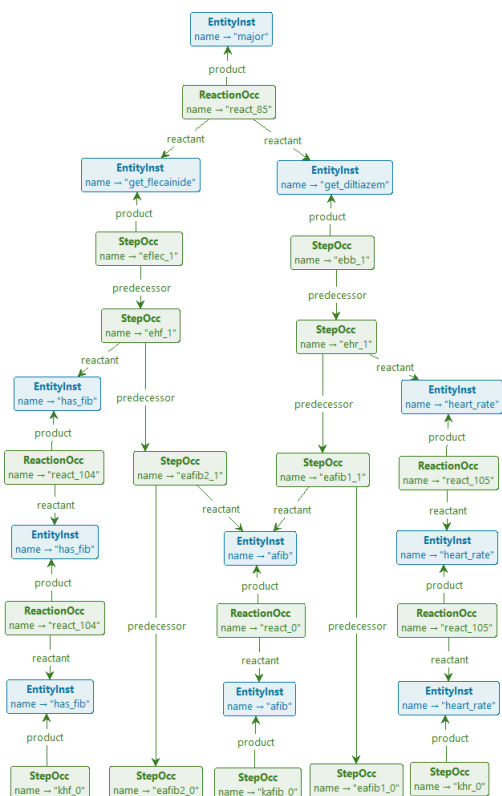 EntityInst
name → "major"
product
ReactionOcc
name → "react_85"
reactant
reactant
EntityInst
name → "get_flecainide"
EntityInst
name → "get_diltiazem"
product
product
StepOcc
name → "eflec_1"
StepOcc
name → "ebb_1"
predecessor
predecessor
StepOcc
name → "ehf_1"
StepOcc
name → "ehr_1"
reactant
reactant
EntityInst
name → "has_fib"
predecessor
predecessor
EntityInst
name → "heart_rate"
product
product
ReactionOcc
name → "react_104"
StepOcc
name → "eafib2_1"
StepOcc
name → "eafib1_1"
ReactionOcc
name → "react_105"
reactant
reactant
reactant
reactant
EntityInst
name → "has_fib"
EntityInst
name → "afib"
EntityInst
name → "heart_rate"
product
product
product
ReactionOcc
name → "react_104"
predecessor
ReactionOcc
name → "react_0"
predecessor
ReactionOcc
name → "react_105"
reactant
reactant
reactant
EntityInst
name → "has_fib"
EntityInst
name → "afib"
EntityInst
name → "heart_rate"
product
product
product
StepOcc
name → "khf_0"
StepOcc
name → "eafib2_0"
StepOcc
name → "kafib_0"
StepOcc
name → "eafib1_0"
StepOcc
name → "khr_0"